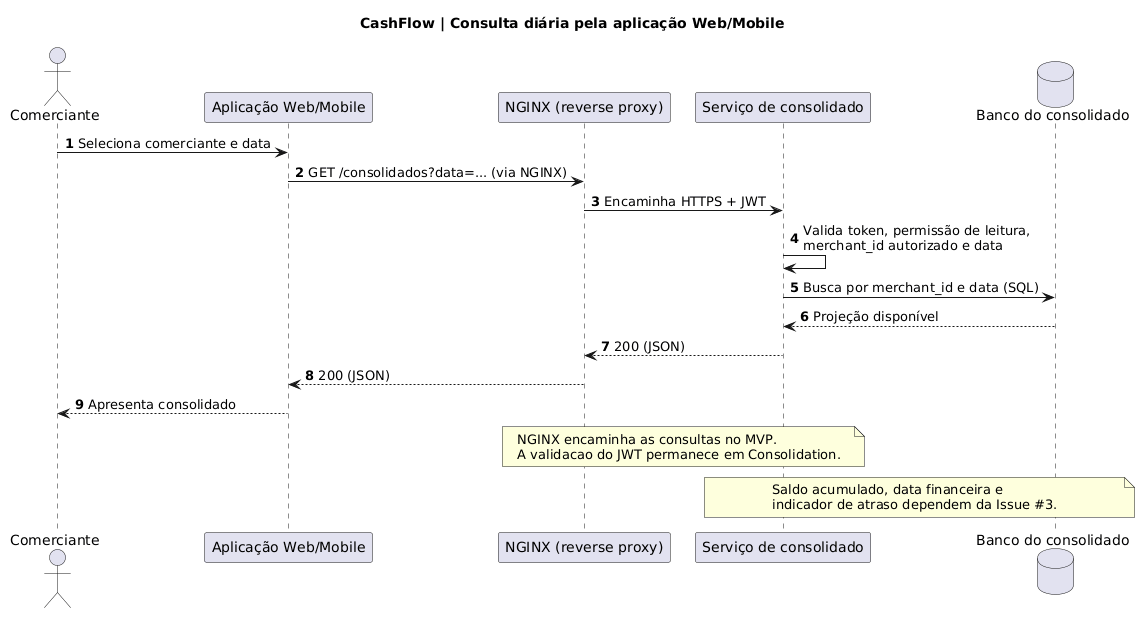 CashFlow | Consulta diária pela aplicação Web/Mobile
Comerciante
Aplicação Web/Mobile
NGINX (reverse proxy)
Serviço de consolidado
Banco do consolidado
1 Seleciona comerciante e data
2 GET /consolidados?data=... (via NGINX)
3 Encaminha HTTPS + JWT
4 Valida token, permissão de leitura,
merchant_id autorizado e data
5 Busca por merchant_id e data (SQL)
6 Projeção disponível
7 200 (JSON)
8 200 (JSON)
9 Apresenta consolidado
NGINX encaminha as consultas no MVP.
A validacao do JWT permanece em Consolidation.
Saldo acumulado, data financeira e
indicador de atraso dependem da Issue #3.
Comerciante
Aplicação Web/Mobile
NGINX (reverse proxy)
Serviço de consolidado
Banco do consolidado